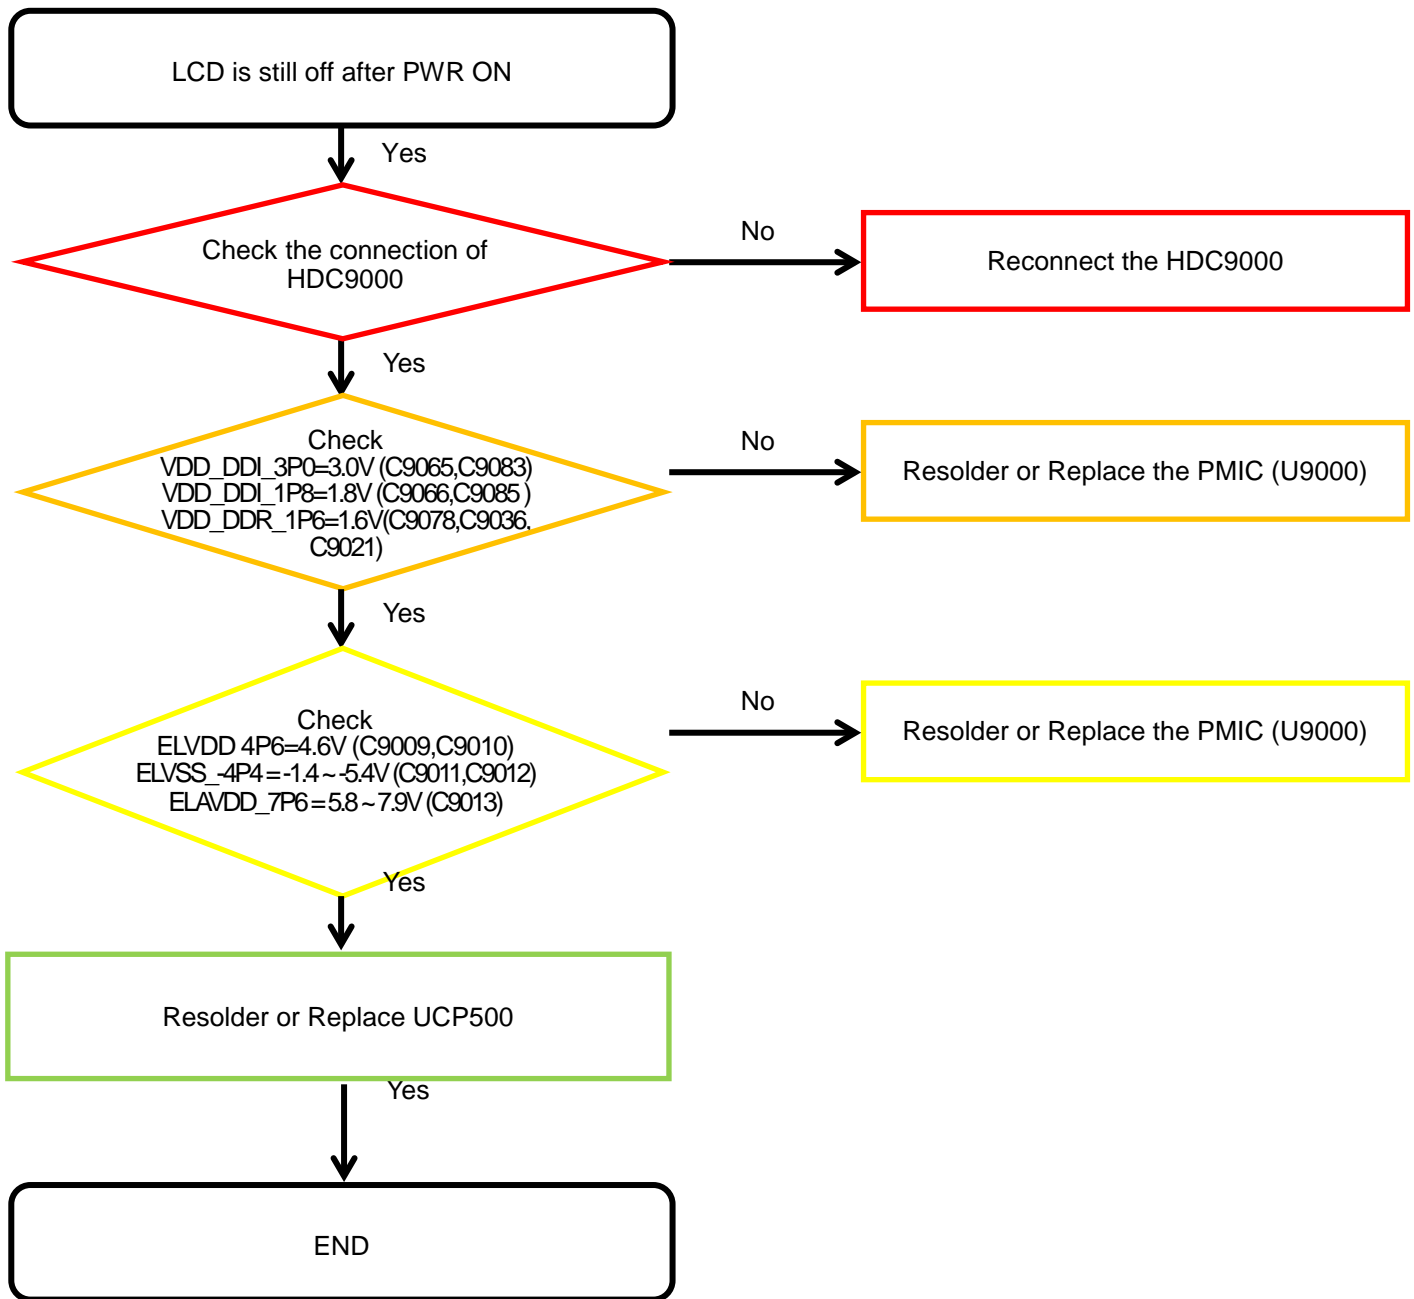 LCD is still off after PWR ON
Yes
Check the connection of
HDC9000
No
Reconnect the HDC9000
Yes
Check
VDD_DDI_3P0=3.0V (C9065,C9083)
VDD_DDI_1P8=1.8V (C9066,C9085 )
VDD_DDR_1P6=1.6V(C9078,C9036,
C9021)
No
Resolder or Replace the PMIC (U9000)
Yes
Check
ELVDD 4P6=4.6V (C9009,C9010)
ELVSS_-4P4 = -1.4 ~ -5.4V (C9011,C9012)
ELAVDD_7P6 = 5.8 ~ 7.9V (C9013)
No
Resolder or Replace the PMIC (U9000)
Yes
Resolder or Replace UCP500
Yes
END